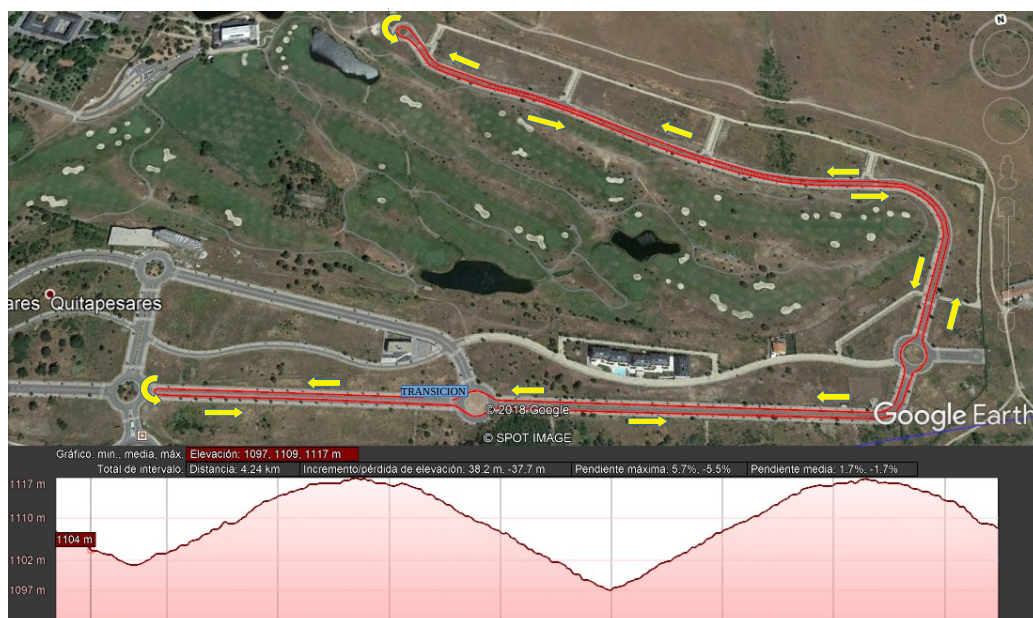 N
ares Quitapesares
TRANSICION
© 2018 Google
Google Earth
© SPOT IMAGE
Gráfico: mín., media, máx. Elevación: 1097, 1109, 1117 m
Total de intervalo: Distancia: 4.24 km Incremento/pérdida de elevación: 38.2 m, -37.7 m Pendiente máxima: 5.7%, -5.5% Pendiente media: 1.7%, -1.7%
1117 m
1110 m
1104 m
1102 m
1097 m